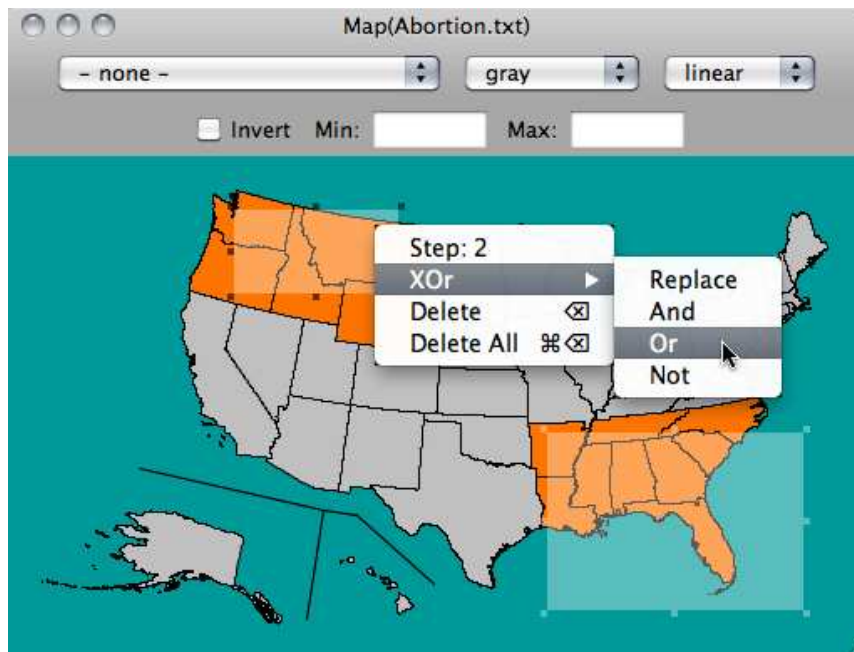 Map(Abortion.txt)
– none – gray linear
Invert Min: Max:
Step: 2
XOr
Delete ⌫
Delete All ⌘⌫
Replace
And
Or
Not